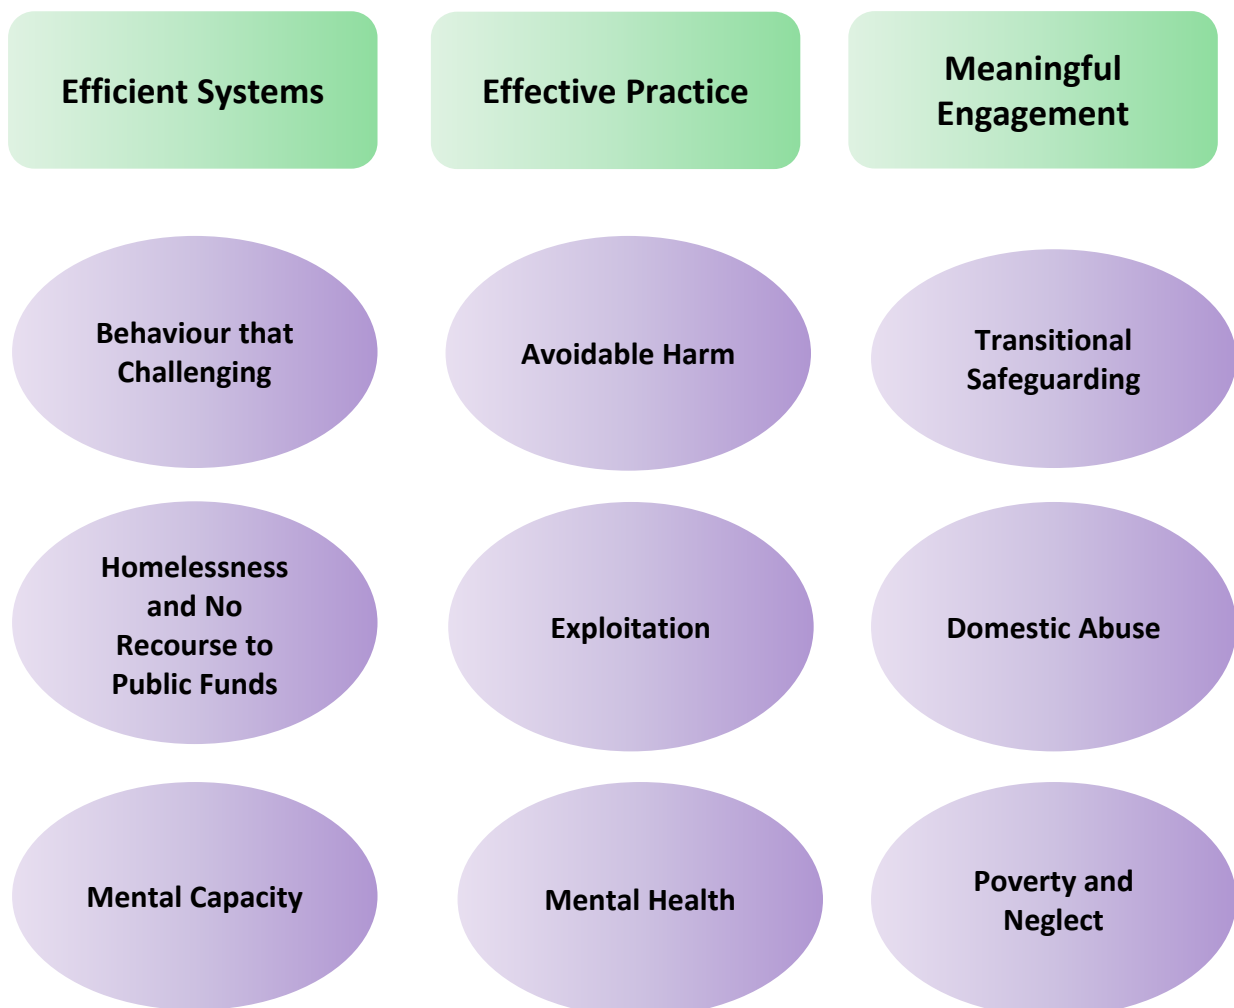 Efficient Systems
Effective Practice
Meaningful
Engagement
Behaviour that
Challenging
Avoidable Harm
Transitional
Safeguarding
Homelessness
and No
Recourse to
Public Funds
Exploitation
Domestic Abuse
Mental Capacity
Mental Health
Poverty and
Neglect